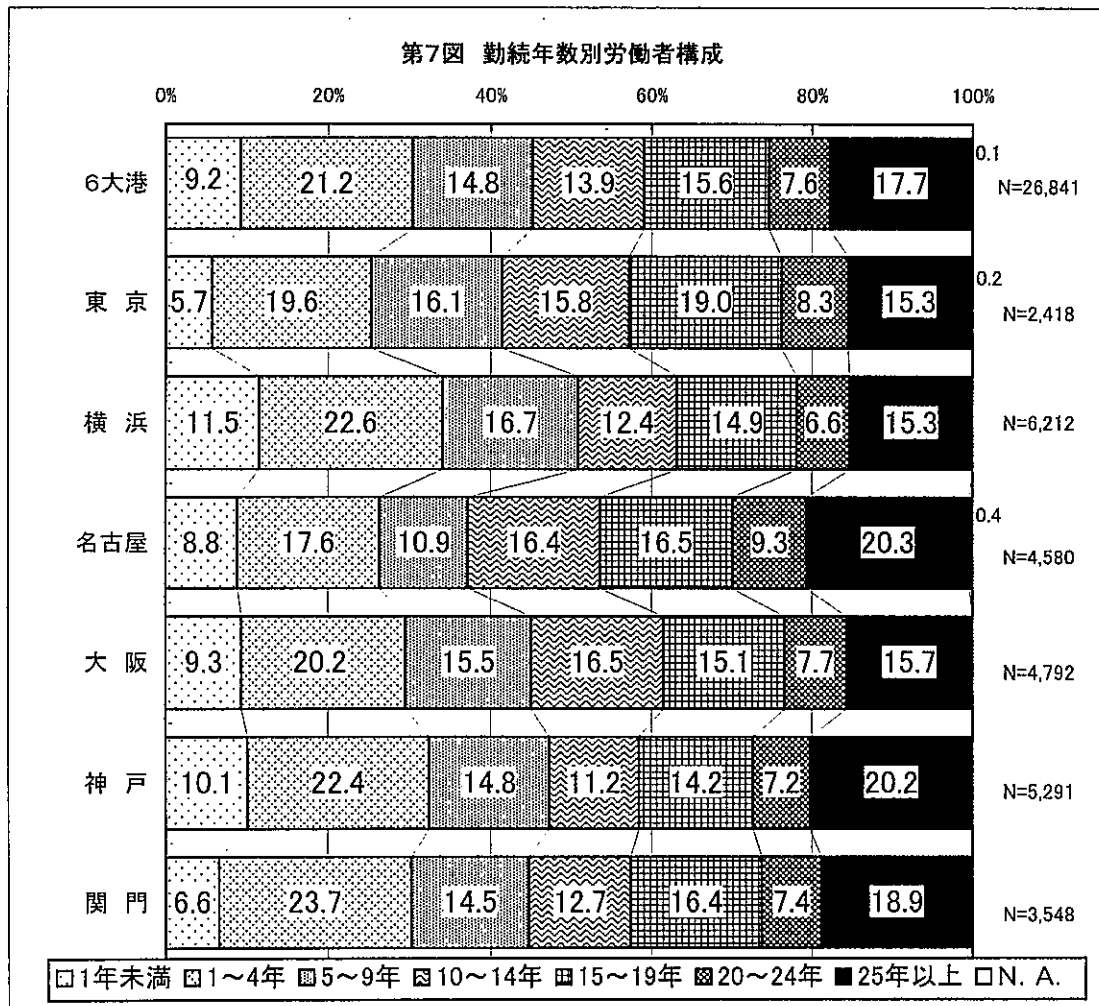 第7図 勤続年数別労働者構成
0% 20% 40% 60% 80% 100%
6大港 9.2 21.2 14.8 13.9 15.6 7.6 17.7 0.1 N=26,841
東 京 5.7 19.6 16.1 15.8 19.0 8.3 15.3 0.2 N=2,418
横 浜 11.5 22.6 16.7 12.4 14.9 6.6 15.3 N=6,212
名古屋 8.8 17.6 10.9 16.4 16.5 9.3 20.3 0.4 N=4,580
大 阪 9.3 20.2 15.5 16.5 15.1 7.7 15.7 N=4,792
神 戸 10.1 22.4 14.8 11.2 14.2 7.2 20.2 N=5,291
関 門 6.6 23.7 14.5 12.7 16.4 7.4 18.9 N=3,548
1年未満 1～4年 5～9年 10～14年 15～19年 20～24年 25年以上 N. A.